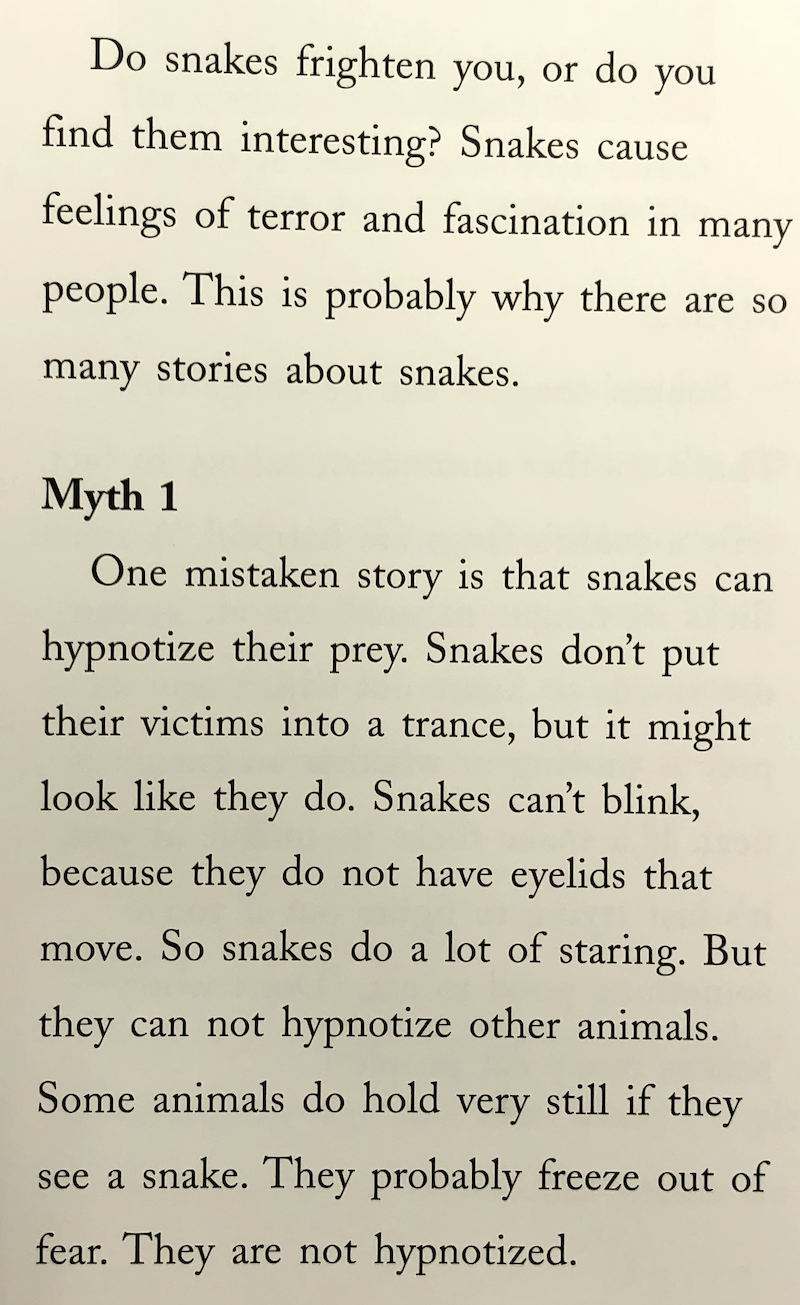 Do snakes frighten you, or do you
find them interesting? Snakes cause
feelings of terror and fascination in many
people. This is probably why there are so
many stories about snakes.
Myth 1
One mistaken story is that snakes can
hypnotize their prey. Snakes don’t put
their victims into a trance, but it might
look like they do. Snakes can’t blink,
because they do not have eyelids that
move. So snakes do a lot of staring. But
they can not hypnotize other animals.
Some animals do hold very still if they
see a snake. They probably freeze out of
fear. They are not hypnotized.